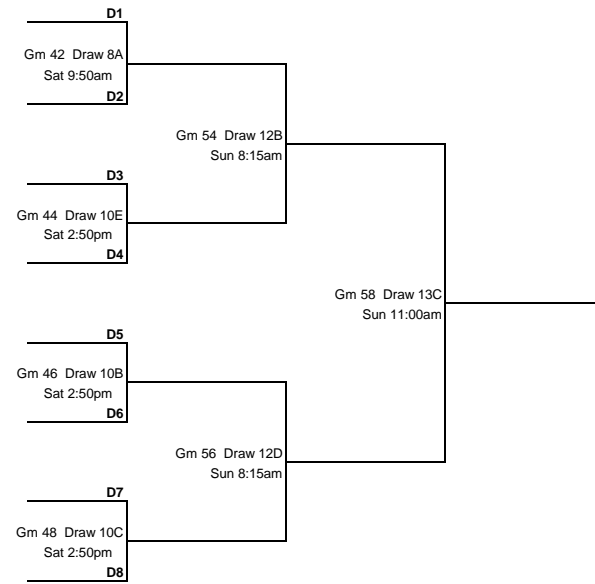 D1
Gm 42 Draw 8A
Sat 9:50am
D2
Gm 54 Draw 12B
Sun 8:15am
D3
Gm 44 Draw 10E
Sat 2:50pm
D4
Gm 58 Draw 13C
Sun 11:00am
D5
Gm 46 Draw 10B
Sat 2:50pm
D6
Gm 56 Draw 12D
Sun 8:15am
D7
Gm 48 Draw 10C
Sat 2:50pm
D8